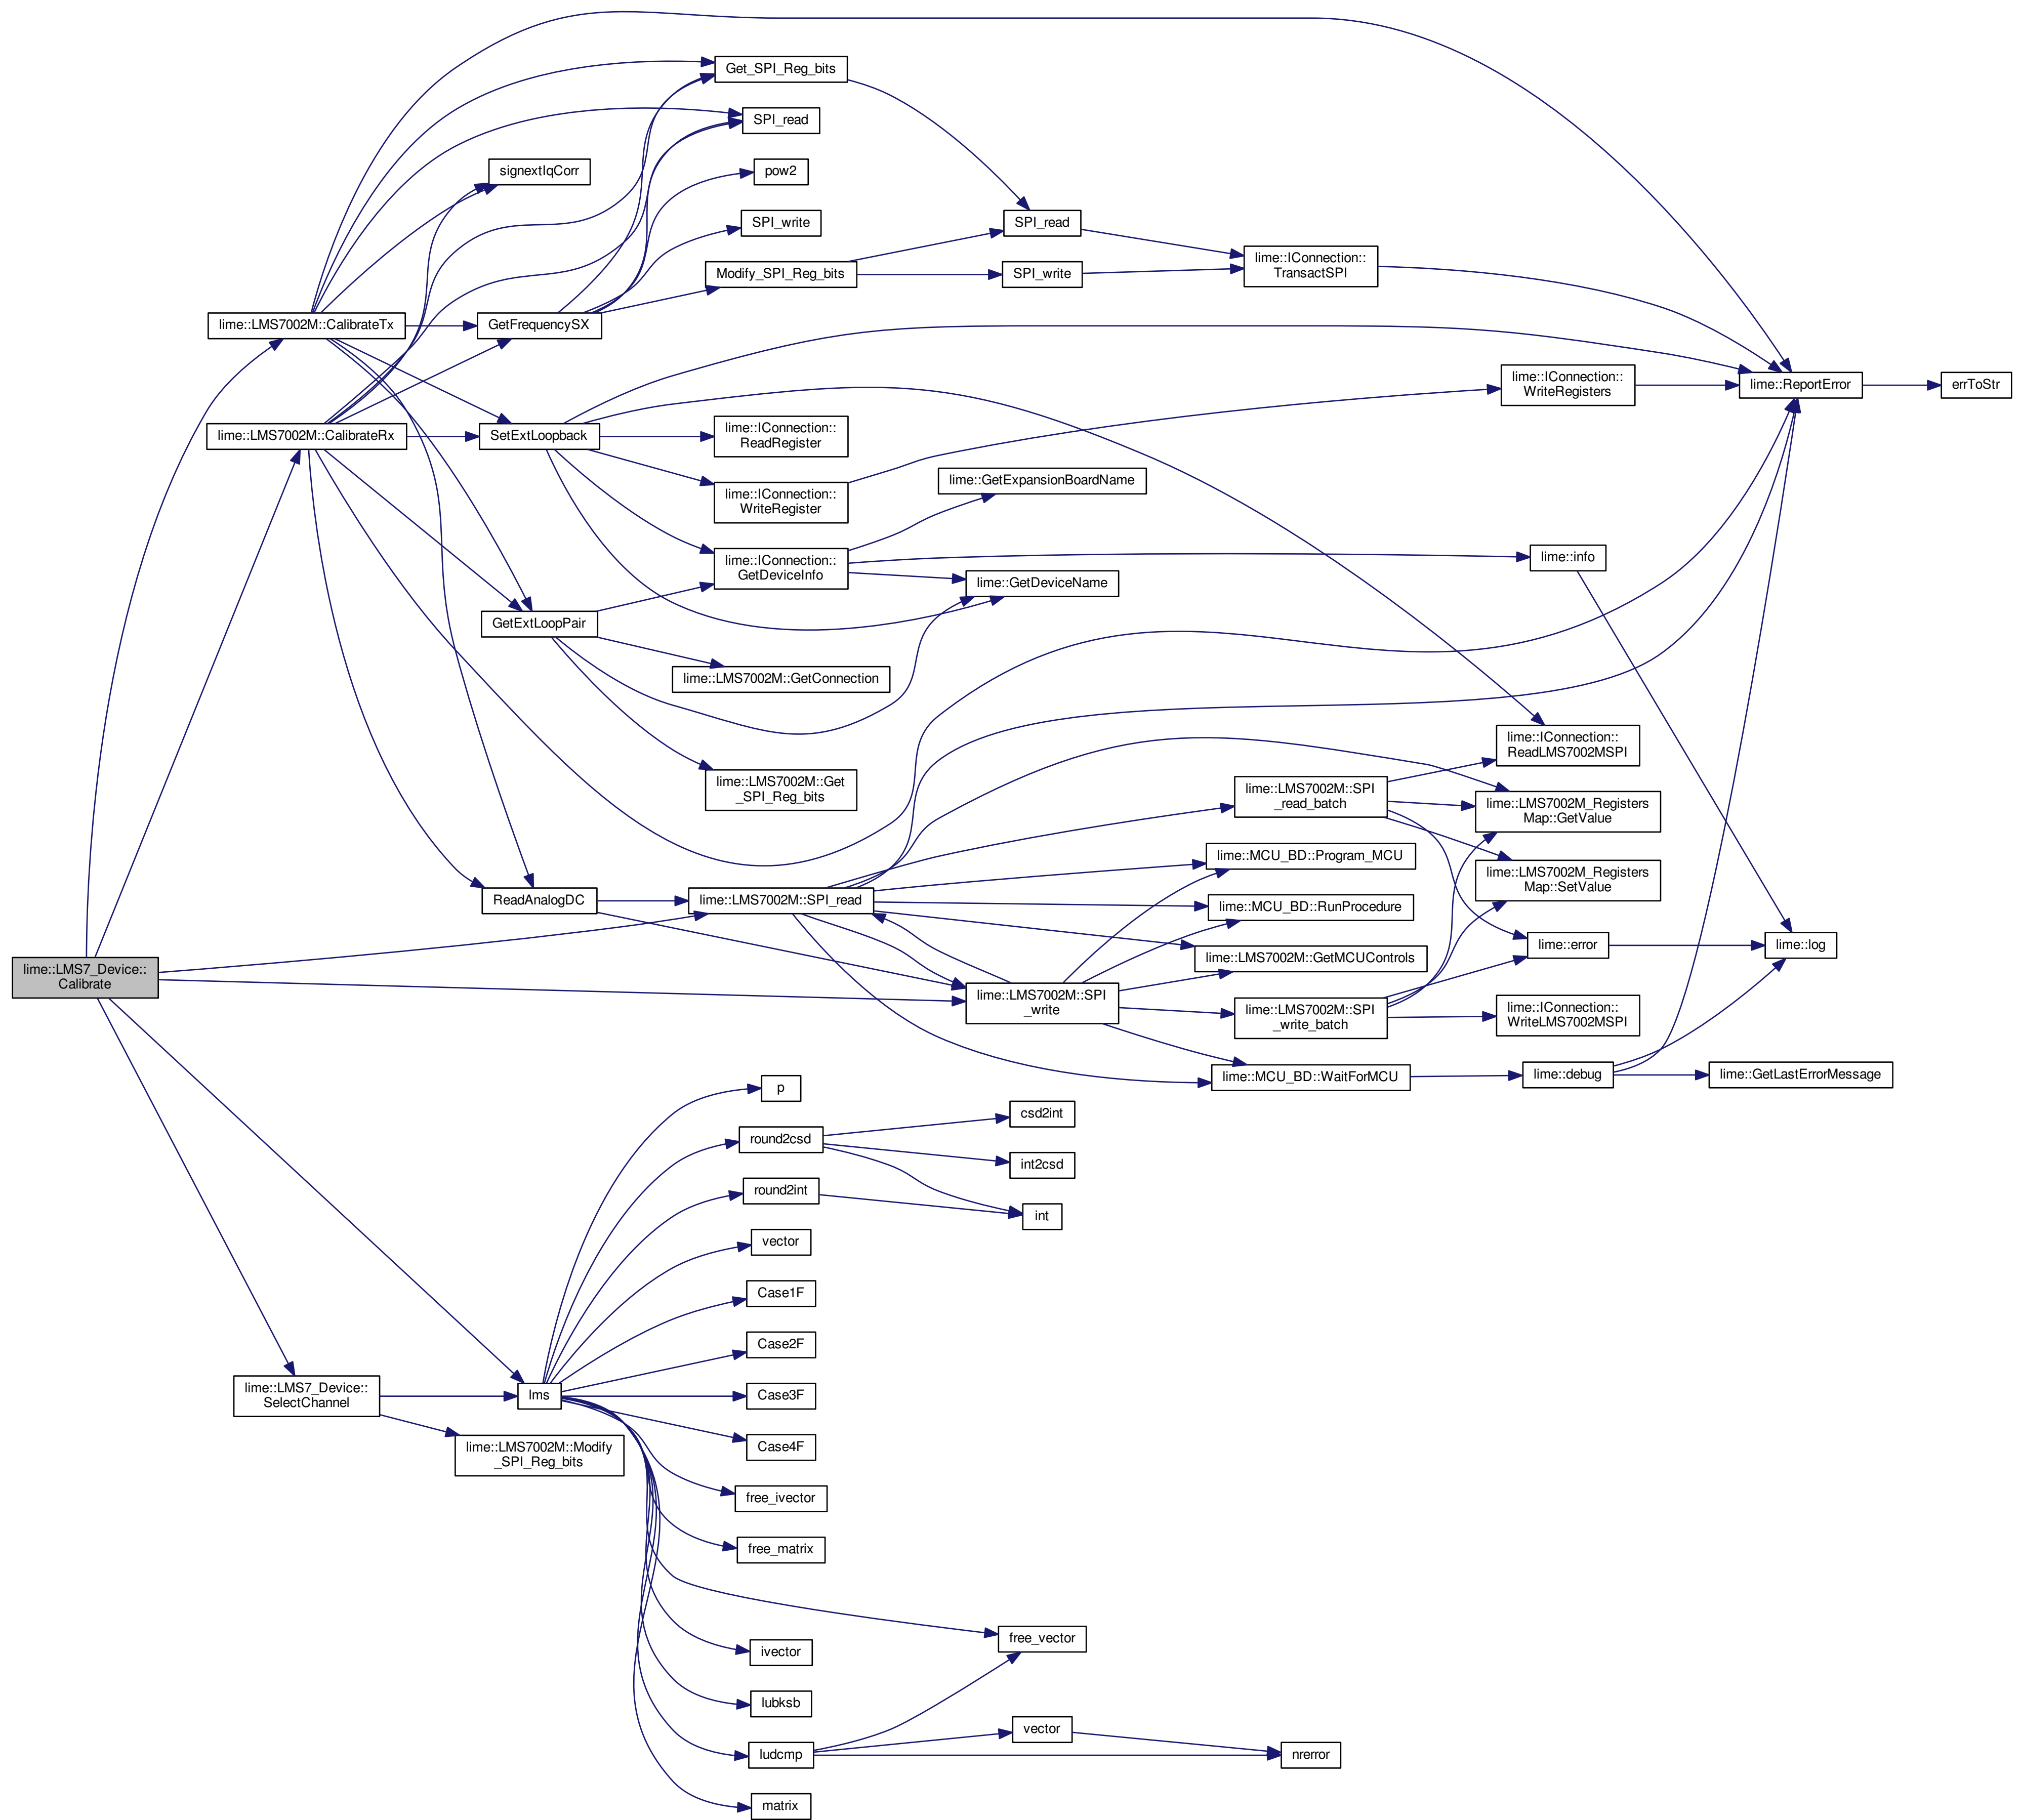 Get_SPI_Reg_bits
SPI_read
signextIqCorr
pow2
SPI_write
SPI_read
Modify_SPI_Reg_bits
SPI_write
lime::IConnection::
TransactSPI
lime::LMS7002M::CalibrateTx
GetFrequencySX
lime::IConnection::
WriteRegisters
lime::ReportError
errToStr
lime::LMS7002M::CalibrateRx
SetExtLoopback
lime::IConnection::
ReadRegister
lime::IConnection::
WriteRegister
lime::GetExpansionBoardName
lime::IConnection::
GetDeviceInfo
lime::info
lime::GetDeviceName
GetExtLoopPair
lime::LMS7002M::GetConnection
lime::IConnection::
ReadLMS7002MSPI
lime::LMS7002M::Get
_SPI_Reg_bits
lime::LMS7002M::SPI
_read_batch
lime::LMS7002M_Registers
Map::GetValue
lime::MCU_BD::Program_MCU
lime::LMS7002M_Registers
Map::SetValue
ReadAnalogDC
lime::LMS7002M::SPI_read
lime::MCU_BD::RunProcedure
lime::error
lime::log
lime::LMS7002M::GetMCUControls
lime::LMS7_Device::
Calibrate
lime::LMS7002M::SPI
_write
lime::LMS7002M::SPI
_write_batch
lime::IConnection::
WriteLMS7002MSPI
lime::MCU_BD::WaitForMCU
lime::debug
lime::GetLastErrorMessage
p
csd2int
round2csd
int2csd
round2int
int
vector
Case1F
Case2F
lime::LMS7_Device::
SelectChannel
lms
Case3F
Case4F
lime::LMS7002M::Modify
_SPI_Reg_bits
free_ivector
free_matrix
free_vector
ivector
lubksb
vector
ludcmp
nrerror
matrix